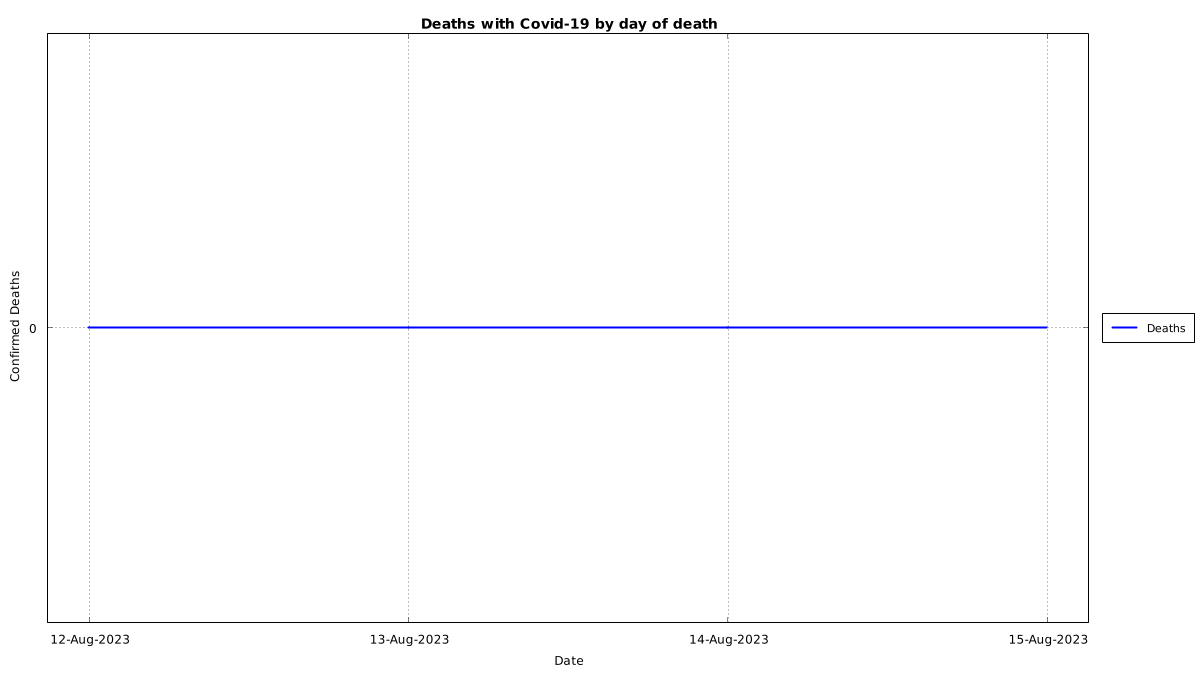 Deaths with Covid-19 by day of death
Confirmed Deaths
0
Deaths
12-Aug-2023
13-Aug-2023
14-Aug-2023
15-Aug-2023
Date